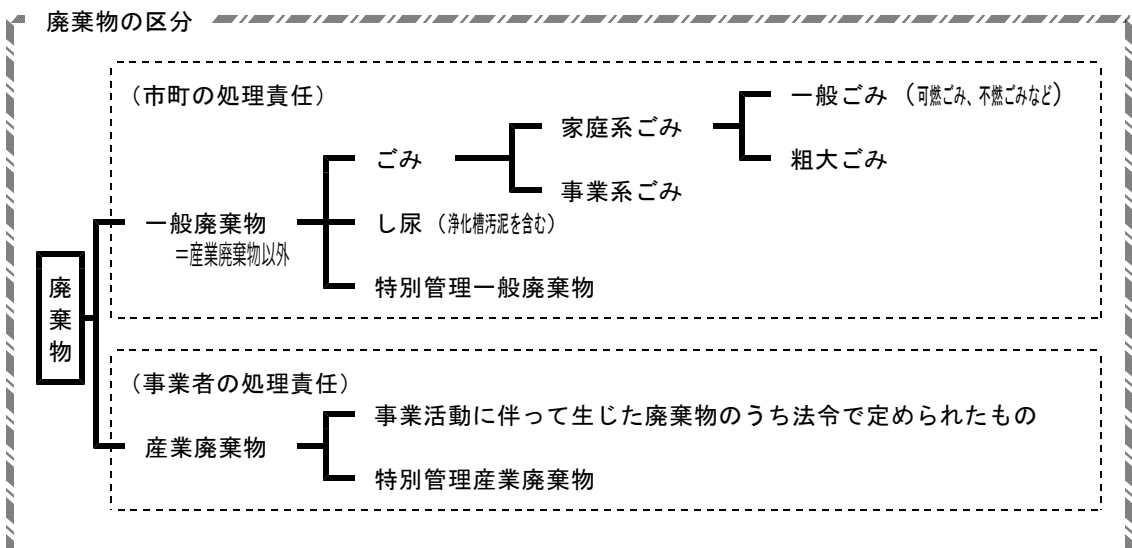 廃棄物の区分
（市町の処理責任）
一般ごみ（可燃ごみ、不燃ごみなど）
家庭系ごみ
ごみ
粗大ごみ
事業系ごみ
一般廃棄物
＝産業廃棄物以外
し尿（浄化槽汚泥を含む）
特別管理一般廃棄物
廃棄物
（事業者の処理責任）
事業活動に伴って生じた廃棄物のうち法令で定められたもの
産業廃棄物
特別管理産業廃棄物